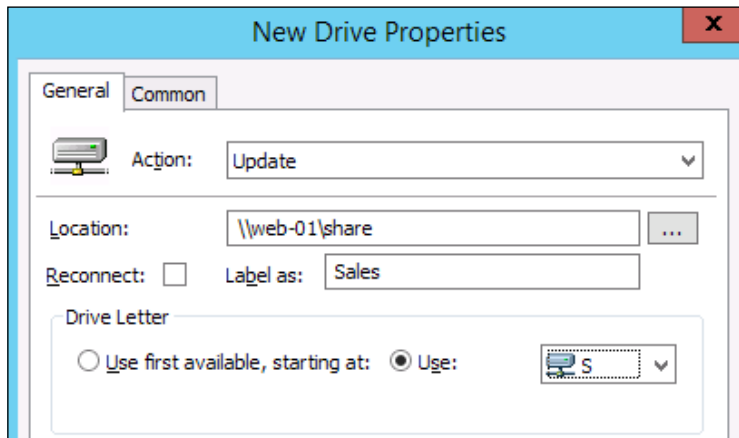 New Drive Properties
x
General Common
Action: Update
Location: \\web-01\share ...
Reconnect: Label as: Sales
Drive Letter
Use first available, starting at: Use: S